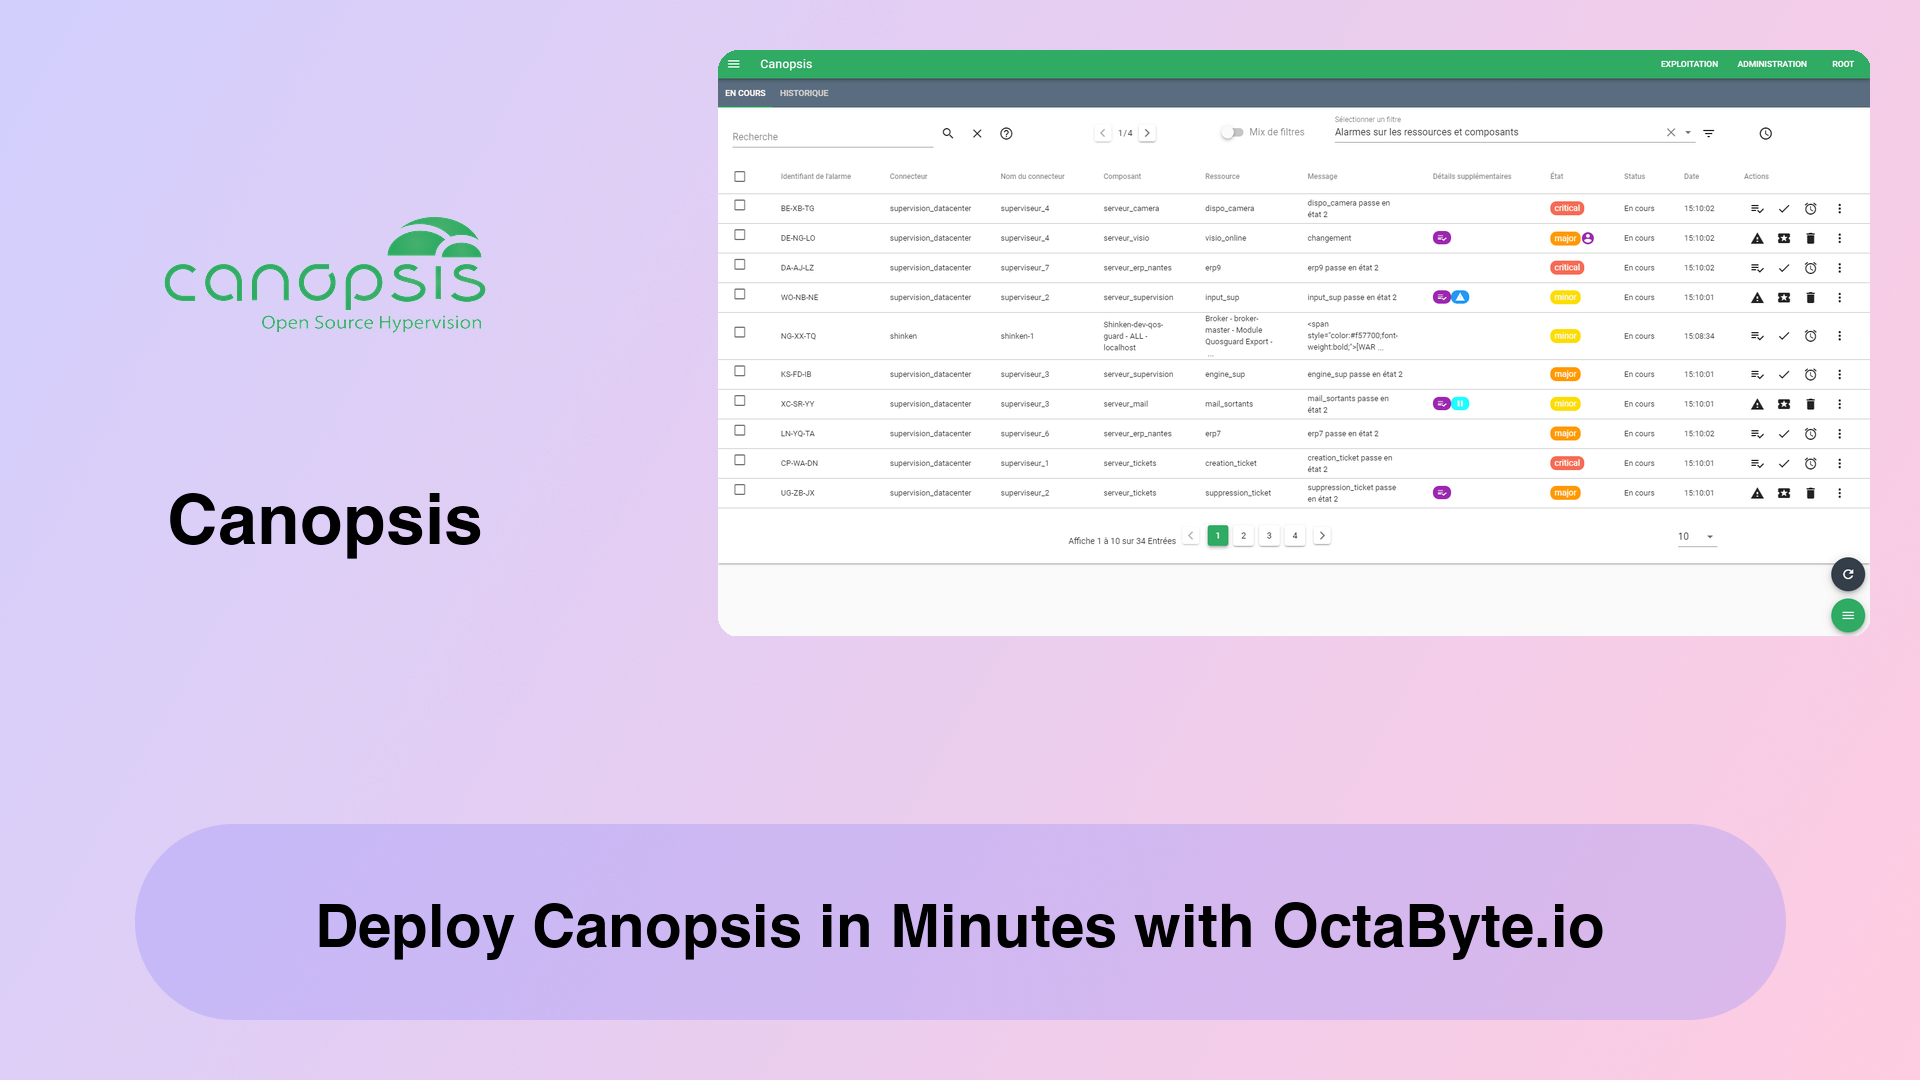 Canopsis
EXPLOITATION ADMINISTRATION ROOT
EN COURS HISTORIQUE
Recherche
1/4
Mix de filtres
Sélectionner un filtre
Alarmes sur les ressources et composants
Identifiant de l'alarme Connecteur Nom du connecteur Composant Ressource Message Détails supplémentaires État Status Date Actions
BE-XB-TG supervision_datacenter superviseur_4 serveur_camera dispo_camera dispo_camera passe en critical En cours 15:10:02
état 2
DE-NG-LO supervision_datacenter superviseur_4 serveur_visio visio_online changement major En cours 15:10:02
DA-AJ-LZ supervision_datacenter superviseur_7 serveur_erp_nantes erp9 erp9 passe en état 2 critical En cours 15:10:02
WO-NB-NE supervision_datacenter superviseur_2 serveur_supervision input_sup input_sup passe en état 2 minor En cours 15:10:01
NG-XX-TQ shinken shinken-1
Shinken-dev-qos-
guard - ALL -
localhost
Broker - broker-
master - Module
Quosguard Export -
...
<span
style="color:#f57700;font-
weight:bold;">[WAR ...
minor En cours 15:08:34
KS-FD-IB supervision_datacenter superviseur_3 serveur_supervision engine_sup engine_sup passe en état 2 major En cours 15:10:01
XC-SR-YY supervision_datacenter superviseur_3 serveur_mail mail_sortants mail_sortants passe en minor En cours 15:10:01
état 2
LN-YQ-TA supervision_datacenter superviseur_6 serveur_erp_nantes erp7 erp7 passe en état 2 major En cours 15:10:02
CP-WA-DN supervision_datacenter superviseur_1 serveur_tickets creation_ticket creation_ticket passe en critical En cours 15:10:01
état 2
UG-ZB-JX supervision_datacenter superviseur_2 serveur_tickets suppression_ticket suppression_ticket passe major En cours 15:10:01
en état 2
Affiche 1 à 10 sur 34 Entrées 1 2 3 4 10
canopsis
Open Source Hypervision
Canopsis
Deploy Canopsis in Minutes with OctaByte.io